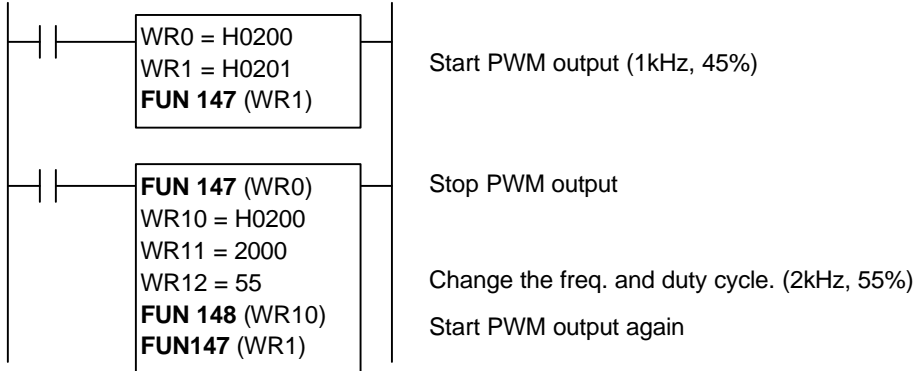 WR0 = H0200
WR1 = H0201
FUN 147 (WR1)
Start PWM output (1kHz, 45%)
FUN 147 (WR0)
Stop PWM output
WR10 = H0200
WR11 = 2000
WR12 = 55
Change the freq. and duty cycle. (2kHz, 55%)
FUN 148 (WR10)
Start PWM output again
FUN147 (WR1)